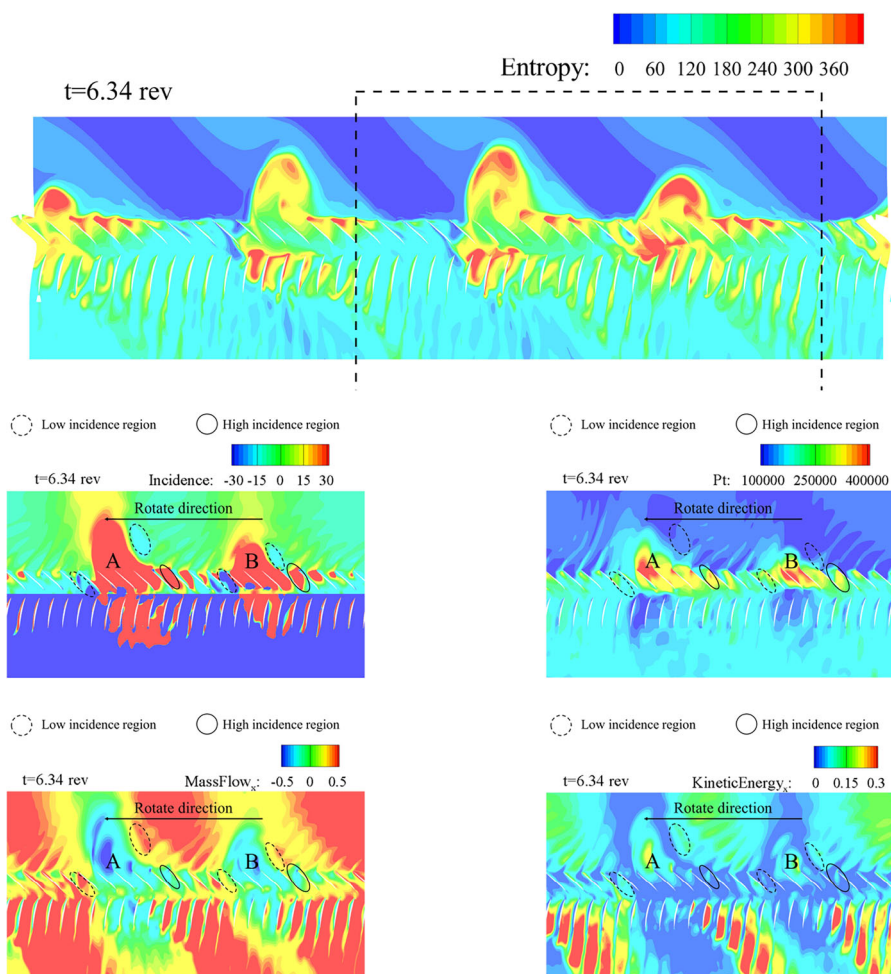 Entropy: 0 60 120 180 240 300 360
t=6.34 rev
Low incidence region High incidence region
t=6.34 rev Incidence: -30 -15 0 15 30
Rotate direction
A B
Low incidence region High incidence region
t=6.34 rev Pt: 100000 250000 400000
Rotate direction
A B
Low incidence region High incidence region
t=6.34 rev MassFlowx: -0.5 0 0.5
Rotate direction
A B
Low incidence region High incidence region
t=6.34 rev KineticEnergyx: 0 0.15 0.3
Rotate direction
A B